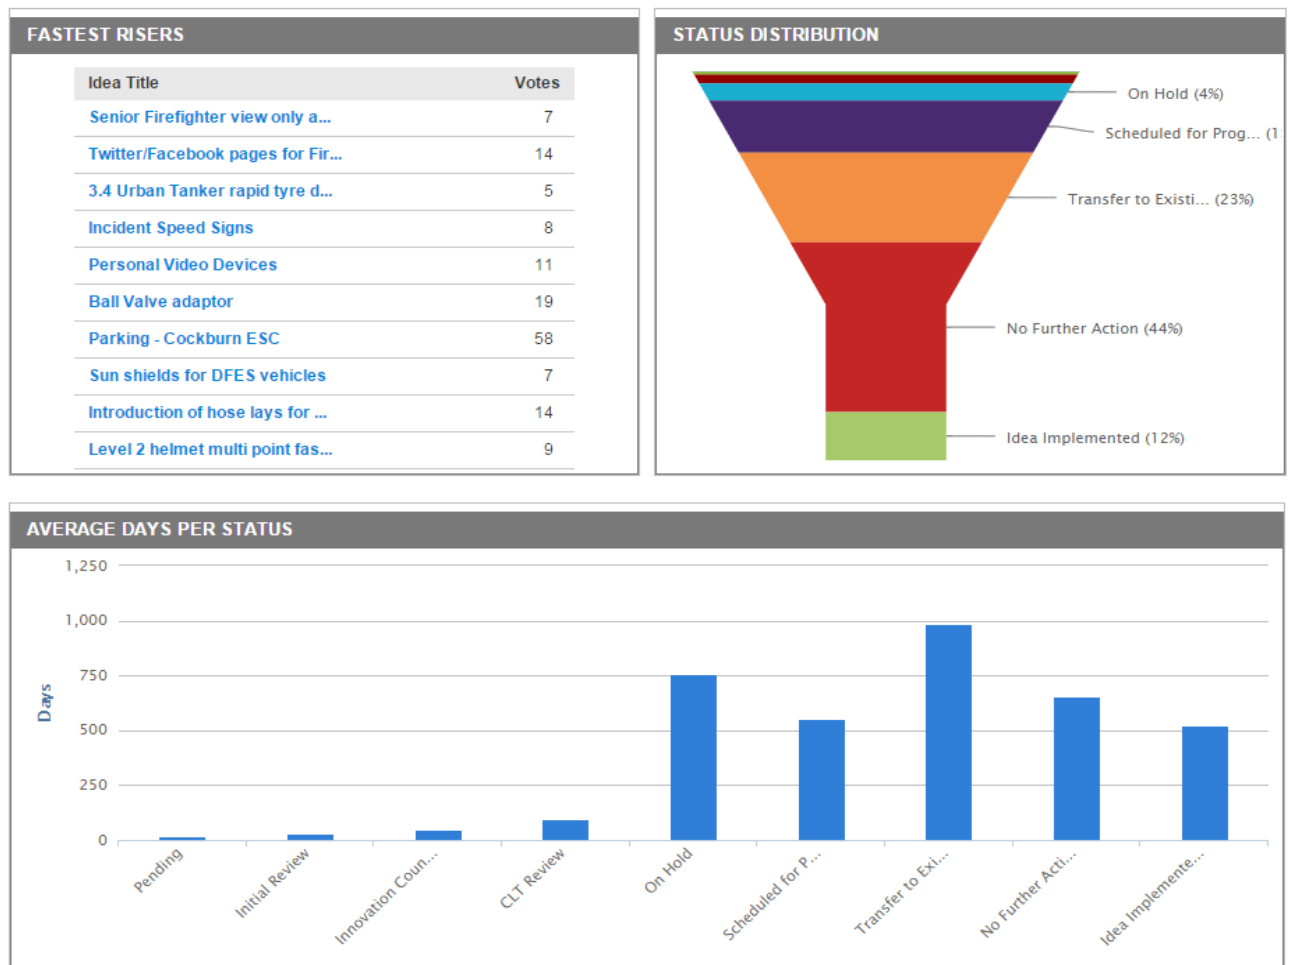 FASTEST RISERS
Idea Title Votes
Senior Firefighter view only a... 7
Twitter/Facebook pages for Fir... 14
3.4 Urban Tanker rapid tyre d... 5
Incident Speed Signs 8
Personal Video Devices 11
Ball Valve adaptor 19
Parking - Cockburn ESC 58
Sun shields for DFES vehicles 7
Introduction of hose lays for ... 14
Level 2 helmet multi point fas... 9
STATUS DISTRIBUTION
On Hold (4%)
Scheduled for Prog... (1
Transfer to Existi... (23%)
No Further Action (44%)
Idea Implemented (12%)
AVERAGE DAYS PER STATUS
Days
1,250
1,000
750
500
250
0
Pending
Initial Review
Innovation Coun...
CLT Review
On Hold
Scheduled for P...
Transfer to Exi...
No Further Acti...
Idea Implemente...